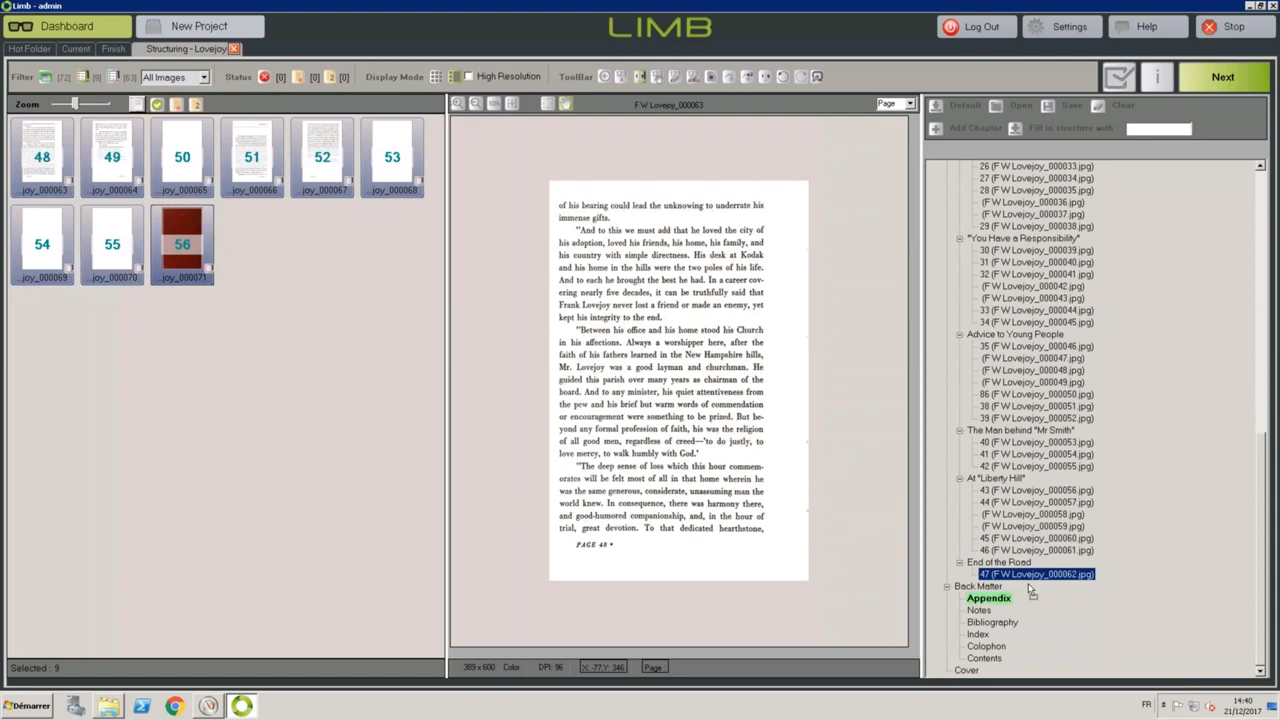 Limb - admin
Dashboard
New Project
LIMB
Log Out
Settings
Help
Stop
Hot Folder
Current
Finish
Structuring - Lovejoy
Filter
[72]
[9]
[63]
All Images
Status
[0]
[0]
[0]
Display Mode
High Resolution
ToolBar
Next
Zoom
F W Lovejoy_000063
Page
Default
Open
Save
Clear
Add Chapter
Fill in structure with :
48
49
50
51
52
53
...joy_000063
...joy_000064
...joy_000065
...joy_000066
...joy_000067
...joy_000068
54
55
56
...joy_000069
...joy_000070
...joy_000071
of his bearing could lead the unknowing to underrate his
immense gifts.
"And to this we must add that he loved the city of
his adoption, loved his friends, his home, his family, and
his country with simple directness. His desk at Kodak
and his home in the hills were the two poles of his life.
And to each he brought the best he had. In a career cov-
ering nearly five decades, it can be truthfully said that
Frank Lovejoy never lost a friend or made an enemy, yet
kept his integrity to the end.
"Between his office and his home stood his Church
in his affections. Always a worshipper here, after the
faith of his fathers learned in the New Hampshire hills,
Mr. Lovejoy was a good layman and churchman. He
guided this parish over many years as chairman of the
board. And to any minister, his quiet attentiveness from
the pew and his brief but warm words of commendation
or encouragement were something to be prized. But be-
yond any formal profession of faith, his was the religion
of all good men, regardless of creed—'to do justly, to
love mercy, to walk humbly with God.'
"The deep sense of loss which this hour commem-
orates will be felt most of all in that home wherein he
was the same generous, considerate, unassuming man the
world knew. In consequence, there was harmony there,
and good-humored companionship, and, in the hour of
trial, great devotion. To that dedicated hearthstone,
PAGE 48 •
26 (F W Lovejoy_000033.jpg)
27 (F W Lovejoy_000034.jpg)
28 (F W Lovejoy_000035.jpg)
(F W Lovejoy_000036.jpg)
(F W Lovejoy_000037.jpg)
29 (F W Lovejoy_000038.jpg)
"You Have a Responsibility"
30 (F W Lovejoy_000039.jpg)
31 (F W Lovejoy_000040.jpg)
32 (F W Lovejoy_000041.jpg)
(F W Lovejoy_000042.jpg)
(F W Lovejoy_000043.jpg)
33 (F W Lovejoy_000044.jpg)
34 (F W Lovejoy_000045.jpg)
Advice to Young People
35 (F W Lovejoy_000046.jpg)
(F W Lovejoy_000047.jpg)
(F W Lovejoy_000048.jpg)
(F W Lovejoy_000049.jpg)
86 (F W Lovejoy_000050.jpg)
38 (F W Lovejoy_000051.jpg)
39 (F W Lovejoy_000052.jpg)
The Man behind "Mr Smith"
40 (F W Lovejoy_000053.jpg)
41 (F W Lovejoy_000054.jpg)
42 (F W Lovejoy_000055.jpg)
At "Liberty Hill"
43 (F W Lovejoy_000056.jpg)
44 (F W Lovejoy_000057.jpg)
(F W Lovejoy_000058.jpg)
(F W Lovejoy_000059.jpg)
45 (F W Lovejoy_000060.jpg)
46 (F W Lovejoy_000061.jpg)
End of the Road
47 (F W Lovejoy_000062.jpg)
Back Matter
Appendix
Notes
Bibliography
Index
Colophon
Contents
Cover
Selected : 9
389 x 600
Color
DPI: 96
X: -77,Y: 346
Page :
Démarrer
FR
14:40
21/12/2017